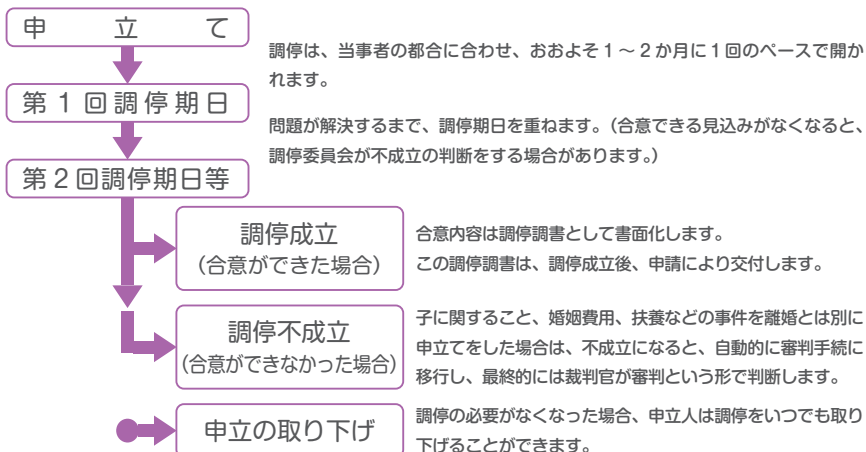 申立て
調停は、当事者の都合に合わせ、おおよそ１～２か月に１回のペースで開か
れます。
第１回調停期日
問題が解決するまで、調停期日を重ねます。（合意できる見込みがなくなると、
調停委員会が不成立の判断をする場合があります。）
第２回調停期日等
調停成立
（合意ができた場合）
合意内容は調停調書として書面化します。
この調停調書は、調停成立後、申請により交付します。
調停不成立
（合意ができなかった場合）
子に関すること、婚姻費用、扶養などの事件を離婚とは別に
申立てをした場合は、不成立になると、自動的に審判手続に
移行し、最終的には裁判官が審判という形で判断します。
申立の取り下げ
調停の必要がなくなった場合、申立人は調停をいつでも取り
下げることができます。